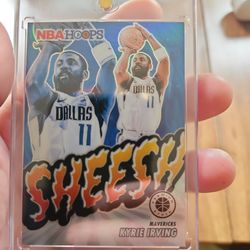 NBA HOOPS
DALLAS
11
DALLAS
11
SHEESH
MAVERICKS
KYRIE IRVING